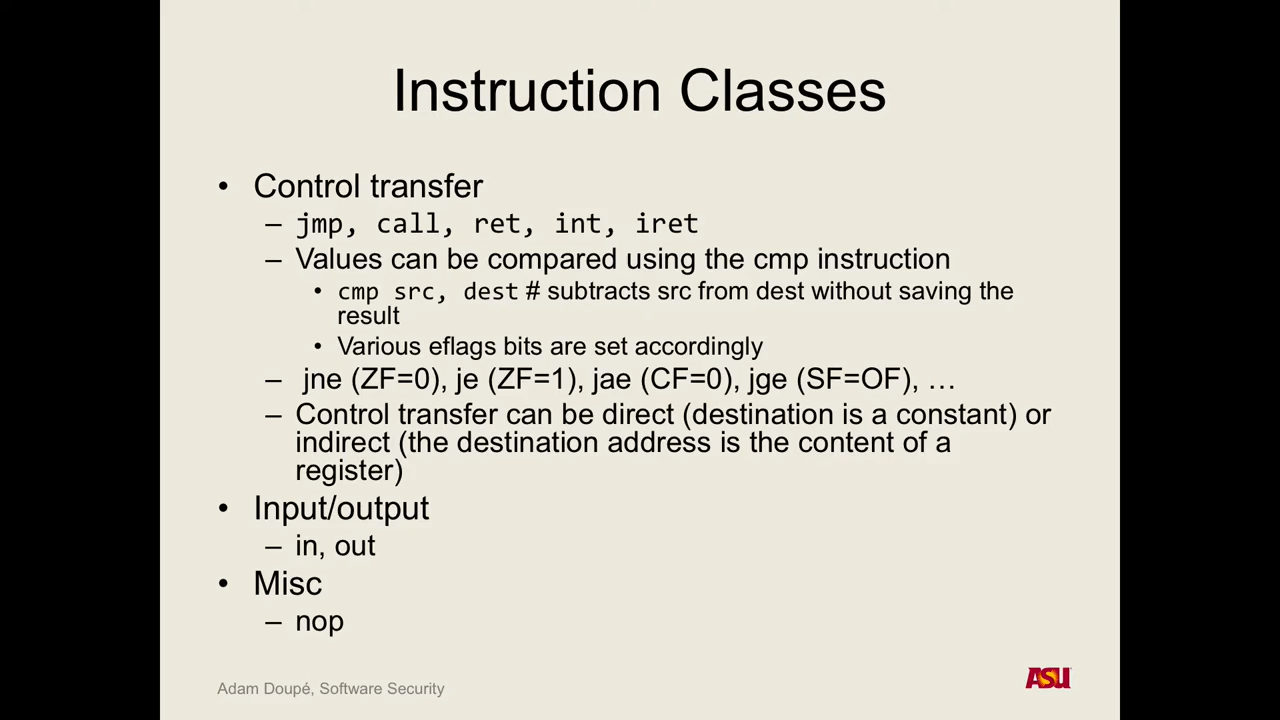 Instruction Classes
• Control transfer
– jmp, call, ret, int, iret
– Values can be compared using the cmp instruction
• cmp src, dest # subtracts src from dest without saving the
result
• Various eflags bits are set accordingly
– jne (ZF=0), je (ZF=1), jae (CF=0), jge (SF=OF), …
– Control transfer can be direct (destination is a constant) or
indirect (the destination address is the content of a
register)
• Input/output
– in, out
• Misc
– nop
Adam Doupé, Software Security
ASU